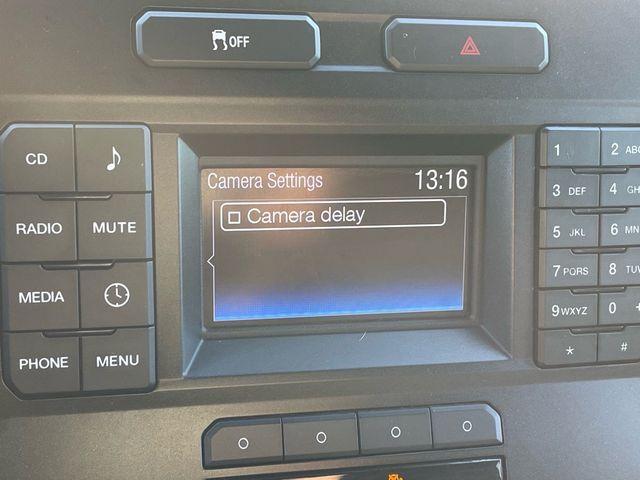 OFF
Camera Settings 13:16
Camera delay
CD
RADIO MUTE
MEDIA
PHONE MENU
1 2 ABC
3 DEF 4 GH
5 JKL 6 MN
7 PQRS 8 TUV
9 WXYZ 0 +
* #